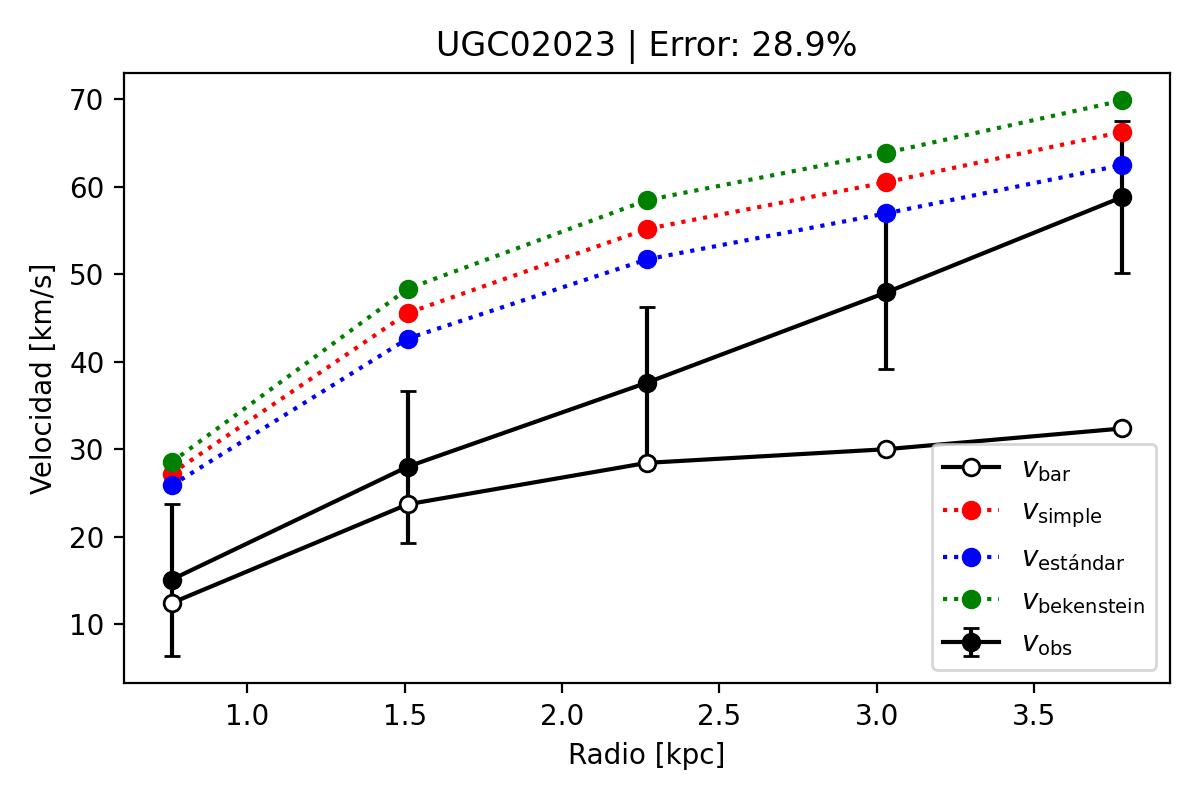 UGC02023 | Error: 28.9%
Velocidad [km/s]
70
60
50
40
30
20
10
v_bar
v_simple
v_estándar
v_bekenstein
v_obs
1.0 1.5 2.0 2.5 3.0 3.5
Radio [kpc]